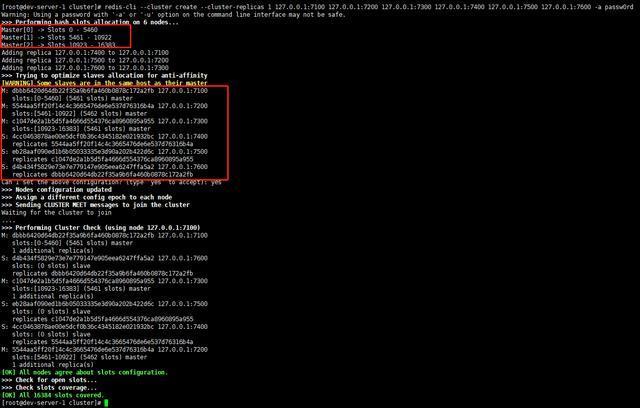 [root@dev-server-1 cluster]# redis-cli --cluster create --cluster-replicas 1 127.0.0.1:7100 127.0.0.1:7200 127.0.0.1:7300 127.0.0.1:7400 127.0.0.1:7500 127.0.0.1:7600 -a passw0rd
Warning: Using a password with '-a' or '-u' option on the command line interface may not be safe.
>>> Performing hash slots allocation on 6 nodes...
Master[0] -> Slots 0 - 5460
Master[1] -> Slots 5461 - 10922
Master[2] -> Slots 10923 - 16383
Adding replica 127.0.0.1:7400 to 127.0.0.1:7100
Adding replica 127.0.0.1:7500 to 127.0.0.1:7200
Adding replica 127.0.0.1:7600 to 127.0.0.1:7300
>>> Trying to optimize slaves allocation for anti-affinity
[WARNING] Some slaves are in the same host as their master
M: dbbb6420d64db22f35a9b6fa460b0878c172a2fb 127.0.0.1:7100
slots:[0-5460] (5461 slots) master
M: 5544aa5ff20f14c4c3665476de6e537d76316b4a 127.0.0.1:7200
slots:[5461-10922] (5462 slots) master
M: c1047de2a1b5d5fa4666d554376ca8960895a955 127.0.0.1:7300
slots:[10923-16383] (5461 slots) master
S: 4cc0463878ae00e5dcf0b36c4345182e021932bc 127.0.0.1:7400
replicates 5544aa5ff20f14c4c3665476de6e537d76316b4a
S: eb28aaf090ed1b6b05033335e3d90a202b422d6c 127.0.0.1:7500
replicates c1047de2a1b5d5fa4666d554376ca8960895a955
S: d4b434f5829e73e7e779147e905eea6247ffa5a2 127.0.0.1:7600
replicates dbbb6420d64db22f35a9b6fa460b0878c172a2fb
Can I set the above configuration? (type 'yes' to accept): yes
>>> Nodes configuration updated
>>> Assign a different config epoch to each node
>>> Sending CLUSTER MEET messages to join the cluster
Waiting for the cluster to join
....
>>> Performing Cluster Check (using node 127.0.0.1:7100)
M: dbbb6420d64db22f35a9b6fa460b0878c172a2fb 127.0.0.1:7100
slots:[0-5460] (5461 slots) master
1 additional replica(s)
S: d4b434f5829e73e7e779147e905eea6247ffa5a2 127.0.0.1:7600
slots: (0 slots) slave
replicates dbbb6420d64db22f35a9b6fa460b0878c172a2fb
M: c1047de2a1b5d5fa4666d554376ca8960895a955 127.0.0.1:7300
slots:[10923-16383] (5461 slots) master
1 additional replica(s)
S: eb28aaf090ed1b6b05033335e3d90a202b422d6c 127.0.0.1:7500
slots: (0 slots) slave
replicates c1047de2a1b5d5fa4666d554376ca8960895a955
S: 4cc0463878ae00e5dcf0b36c4345182e021932bc 127.0.0.1:7400
slots: (0 slots) slave
replicates 5544aa5ff20f14c4c3665476de6e537d76316b4a
M: 5544aa5ff20f14c4c3665476de6e537d76316b4a 127.0.0.1:7200
slots:[5461-10922] (5462 slots) master
1 additional replica(s)
[OK] All nodes agree about slots configuration.
>>> Check for open slots...
>>> Check slots coverage...
[OK] All 16384 slots covered.
[root@dev-server-1 cluster]#